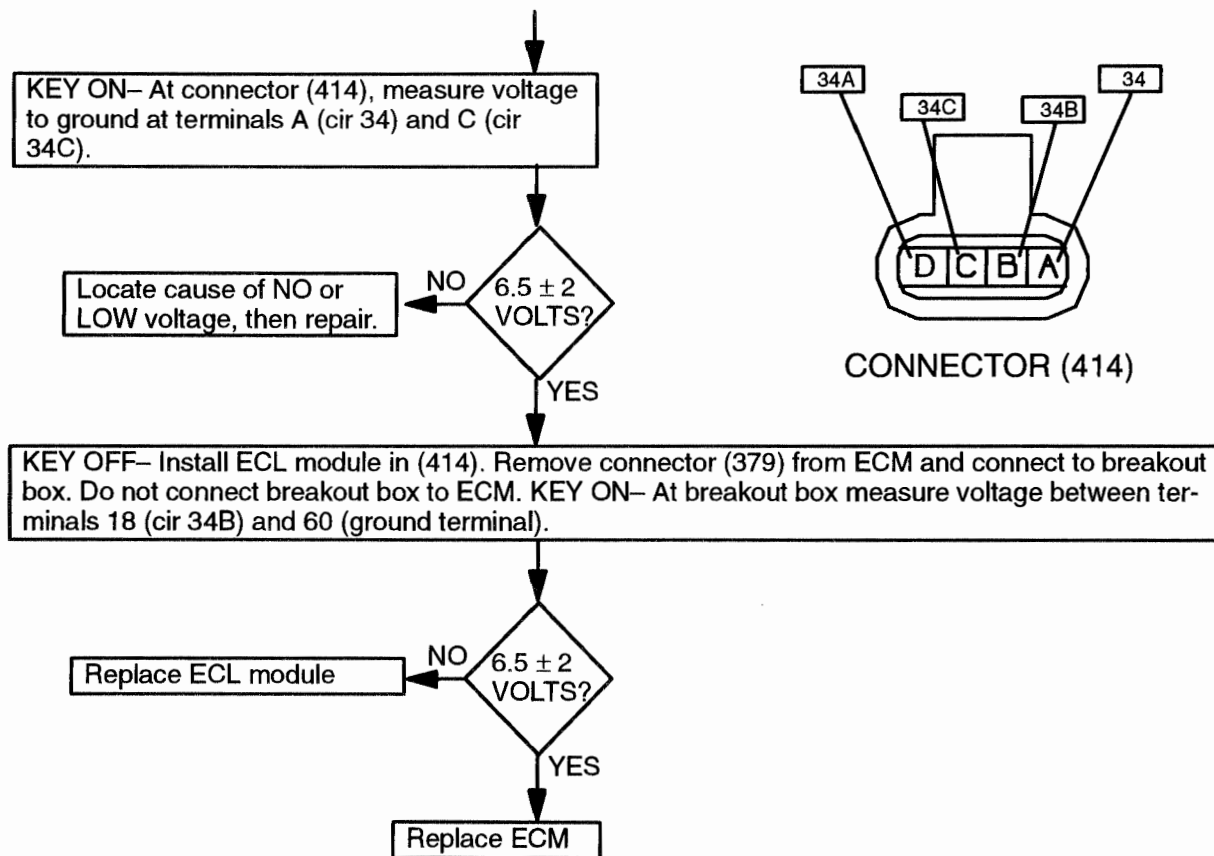 KEY ON– At connector (414), measure voltage
to ground at terminals A (cir 34) and C (cir
34C).
34A
34C
34B
34
D C B A
CONNECTOR (414)
6.5 ± 2
VOLTS?
NO
Locate cause of NO or
LOW voltage, then repair.
YES
KEY OFF– Install ECL module in (414). Remove connector (379) from ECM and connect to breakout
box. Do not connect breakout box to ECM. KEY ON– At breakout box measure voltage between ter-
minals 18 (cir 34B) and 60 (ground terminal).
6.5 ± 2
VOLTS?
NO
Replace ECL module
YES
Replace ECM